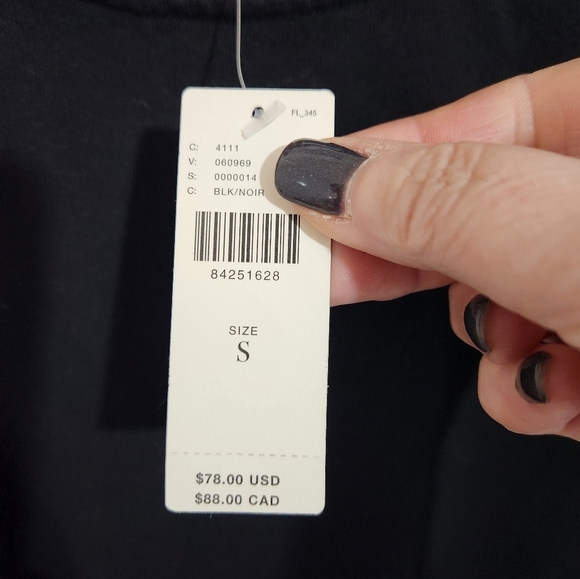 FL_345
C: 4111
V: 060969
S: 0000014
C: BLK/NOIR
84251628
SIZE
S
$78.00 USD
$88.00 CAD